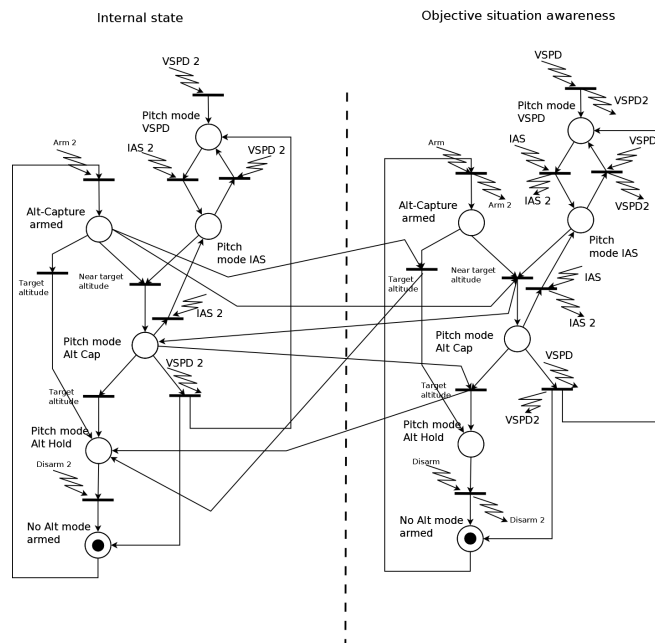 Internal state
VSPD 2
Pitch mode
VSPD
Arm 2
IAS 2
VSPD 2
Alt-Capture
armed
Pitch
mode IAS
Target
altitude
Near target
altitude
IAS 2
Pitch mode
Alt Cap
VSPD 2
Target
altitude
Pitch mode
Alt Hold
Disarm 2
No Alt mode
armed
Objective situation awareness
VSPD
VSPD2
Pitch mode
VSPD
Arm
IAS
VSPD
Arm 2
IAS 2
VSPD2
Alt-Capture
armed
Pitch
mode IAS
Target
altitude
Near target
altitude
IAS
IAS 2
Pitch mode
Alt Cap
VSPD
Target
altitude
VSPD2
Pitch mode
Alt Hold
Disarm
Disarm 2
No Alt mode
armed